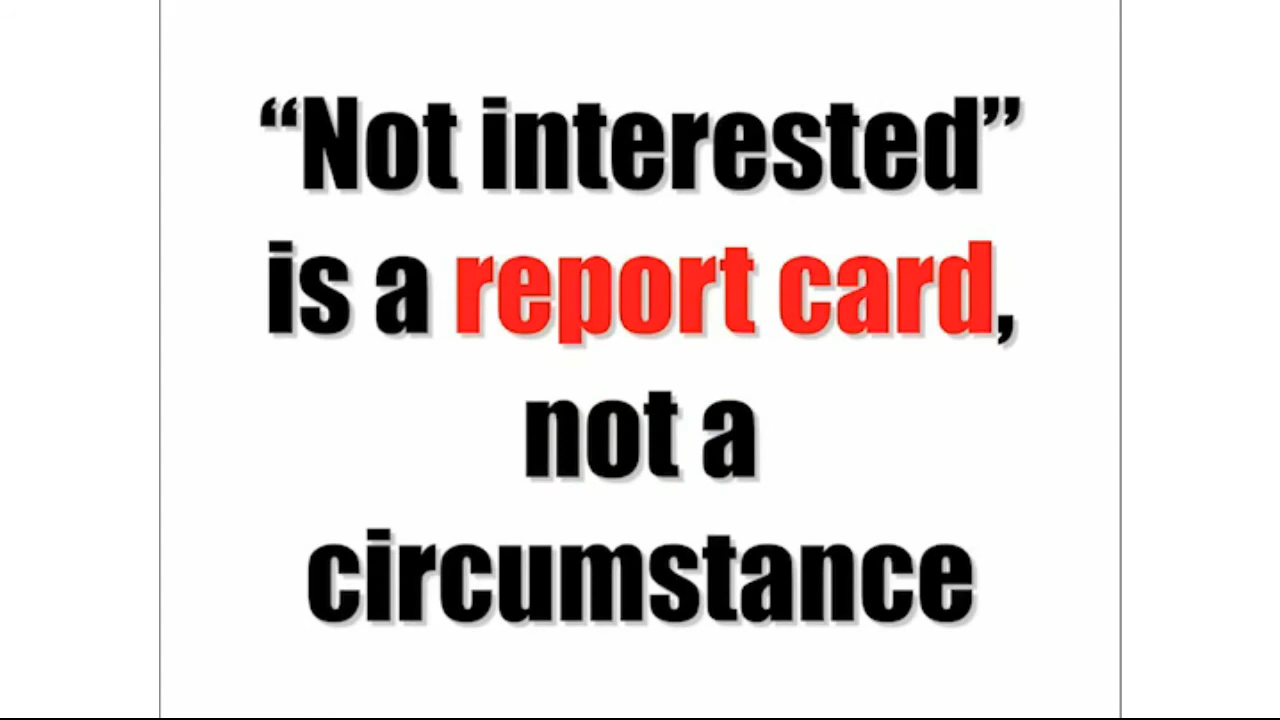 “Not interested”
is a report card,
not a
circumstance